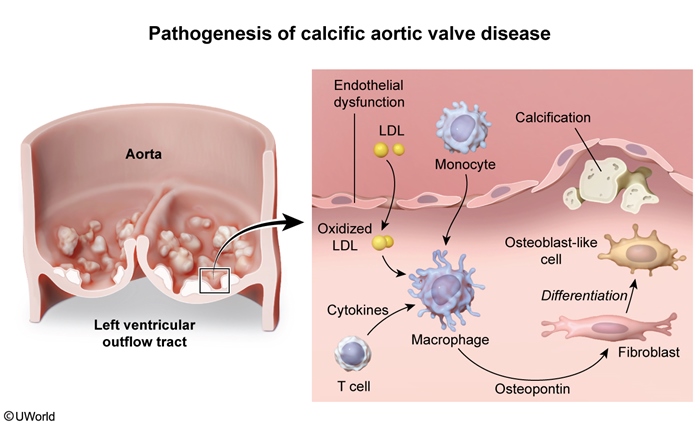 Pathogenesis of calcific aortic valve disease
Aorta
Left ventricular
outflow tract
Endothelial
dysfunction
LDL
Monocyte
Calcification
Oxidized
LDL
Osteoblast-like
cell
Cytokines
Macrophage
Differentiation
T cell
Fibroblast
Osteopontin
©UWorld